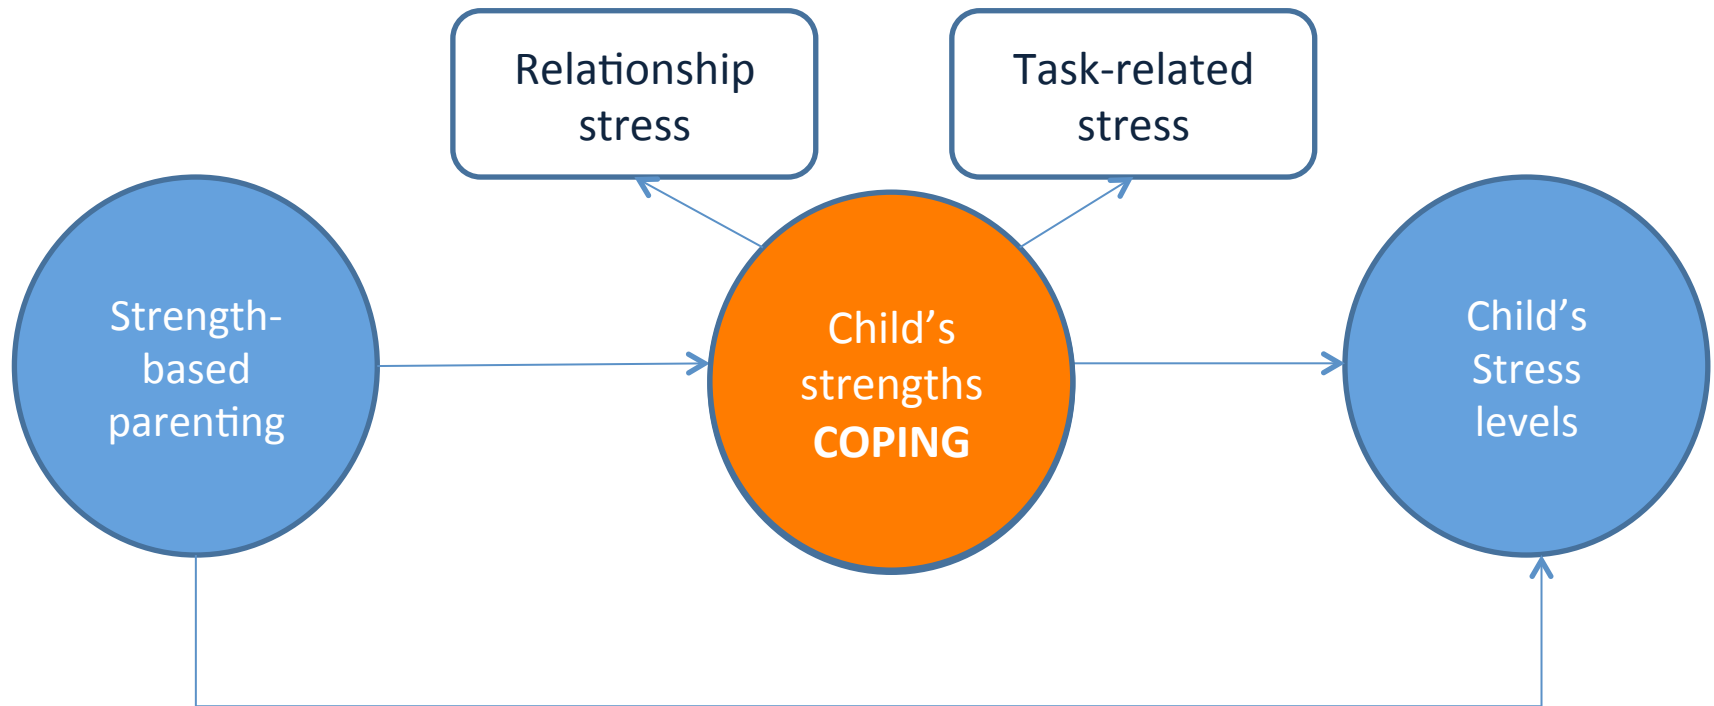 Relationship
stress
Task-related
stress
Strength-
based
parenting
Child’s
strengths
COPING
Child’s
Stress
levels